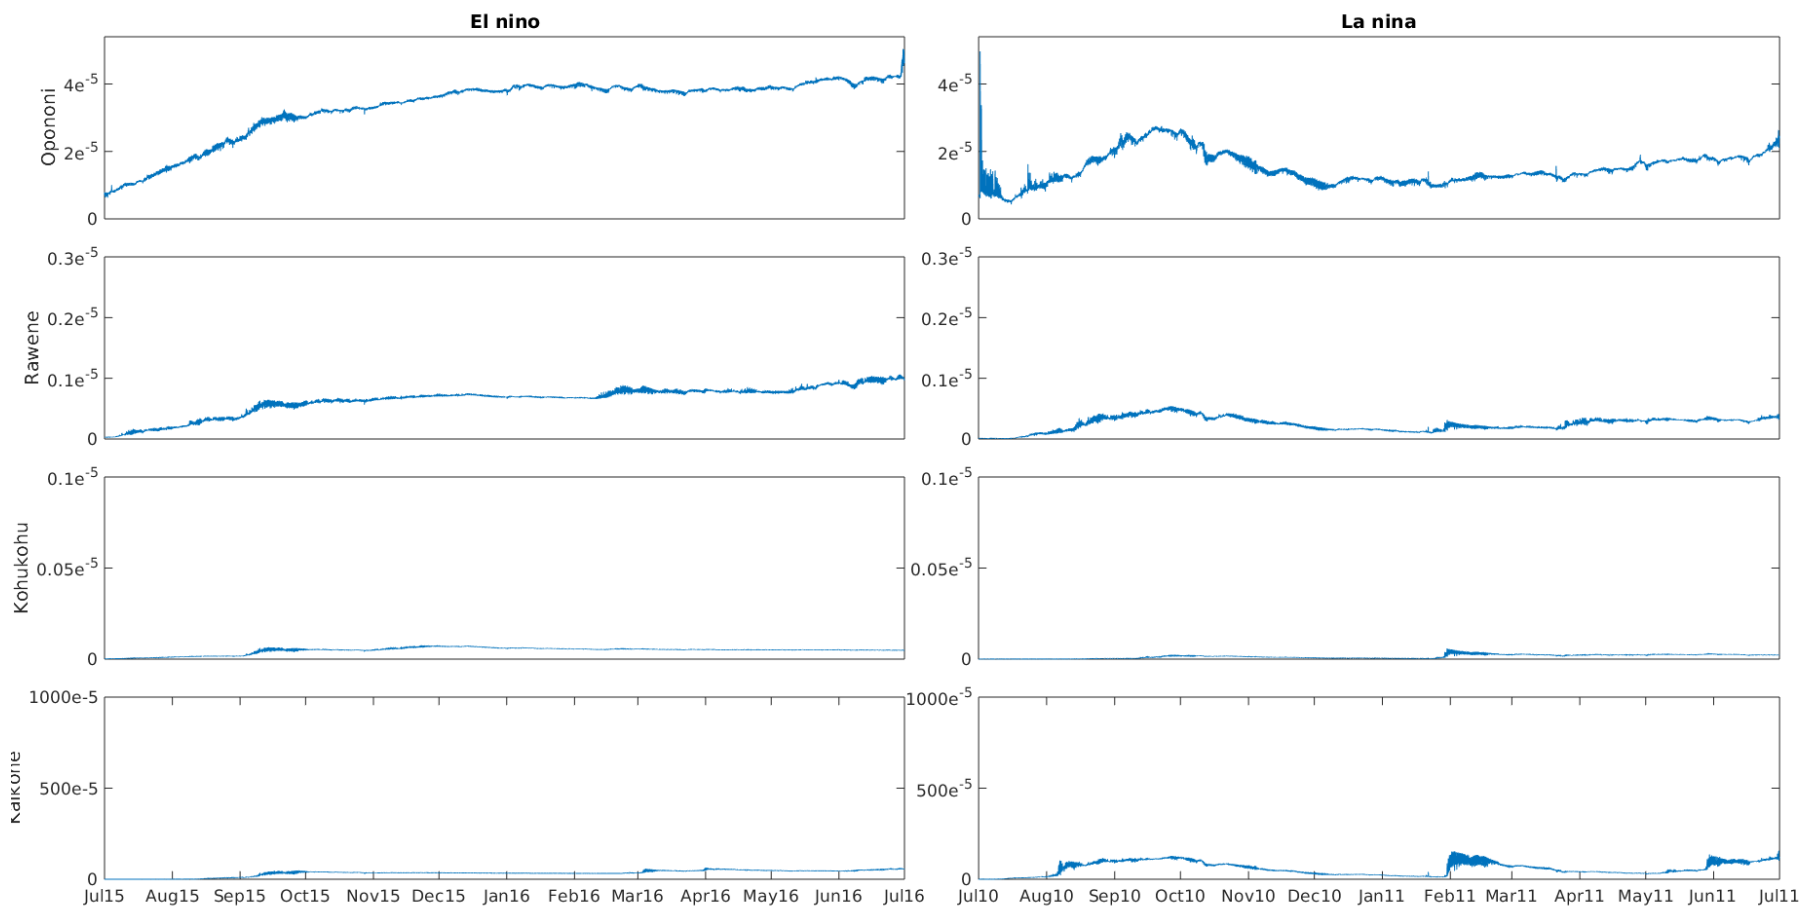 El nino
La nina
Opononi
4e-5
2e-5
0
4e-5
2e-5
0
Rawene
0.3e-5
0.2e-5
0.1e-5
0
0.3e-5
0.2e-5
0.1e-5
0
Kohukohu
0.1e-5
0.05e-5
0
0.1e-5
0.05e-5
0
1000e-5
500e-5
0
1000e-5
500e-5
0
Jul15 Aug15 Sep15 Oct15 Nov15 Dec15 Jan16 Feb16 Mar16 Apr16 May16 Jun16 Jul16
Jul10 Aug10 Sep10 Oct10 Nov10 Dec10 Jan11 Feb11 Mar11 Apr11 May11 Jun11 Jul11